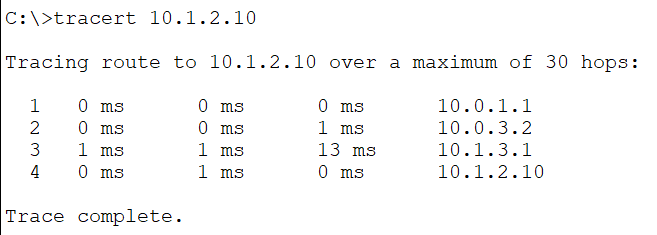 C:\>tracert 10.1.2.10
Tracing route to 10.1.2.10 over a maximum of 30 hops:
1 0 ms 0 ms 0 ms 10.0.1.1
2 0 ms 0 ms 1 ms 10.0.3.2
3 1 ms 1 ms 13 ms 10.1.3.1
4 0 ms 1 ms 0 ms 10.1.2.10
Trace complete.